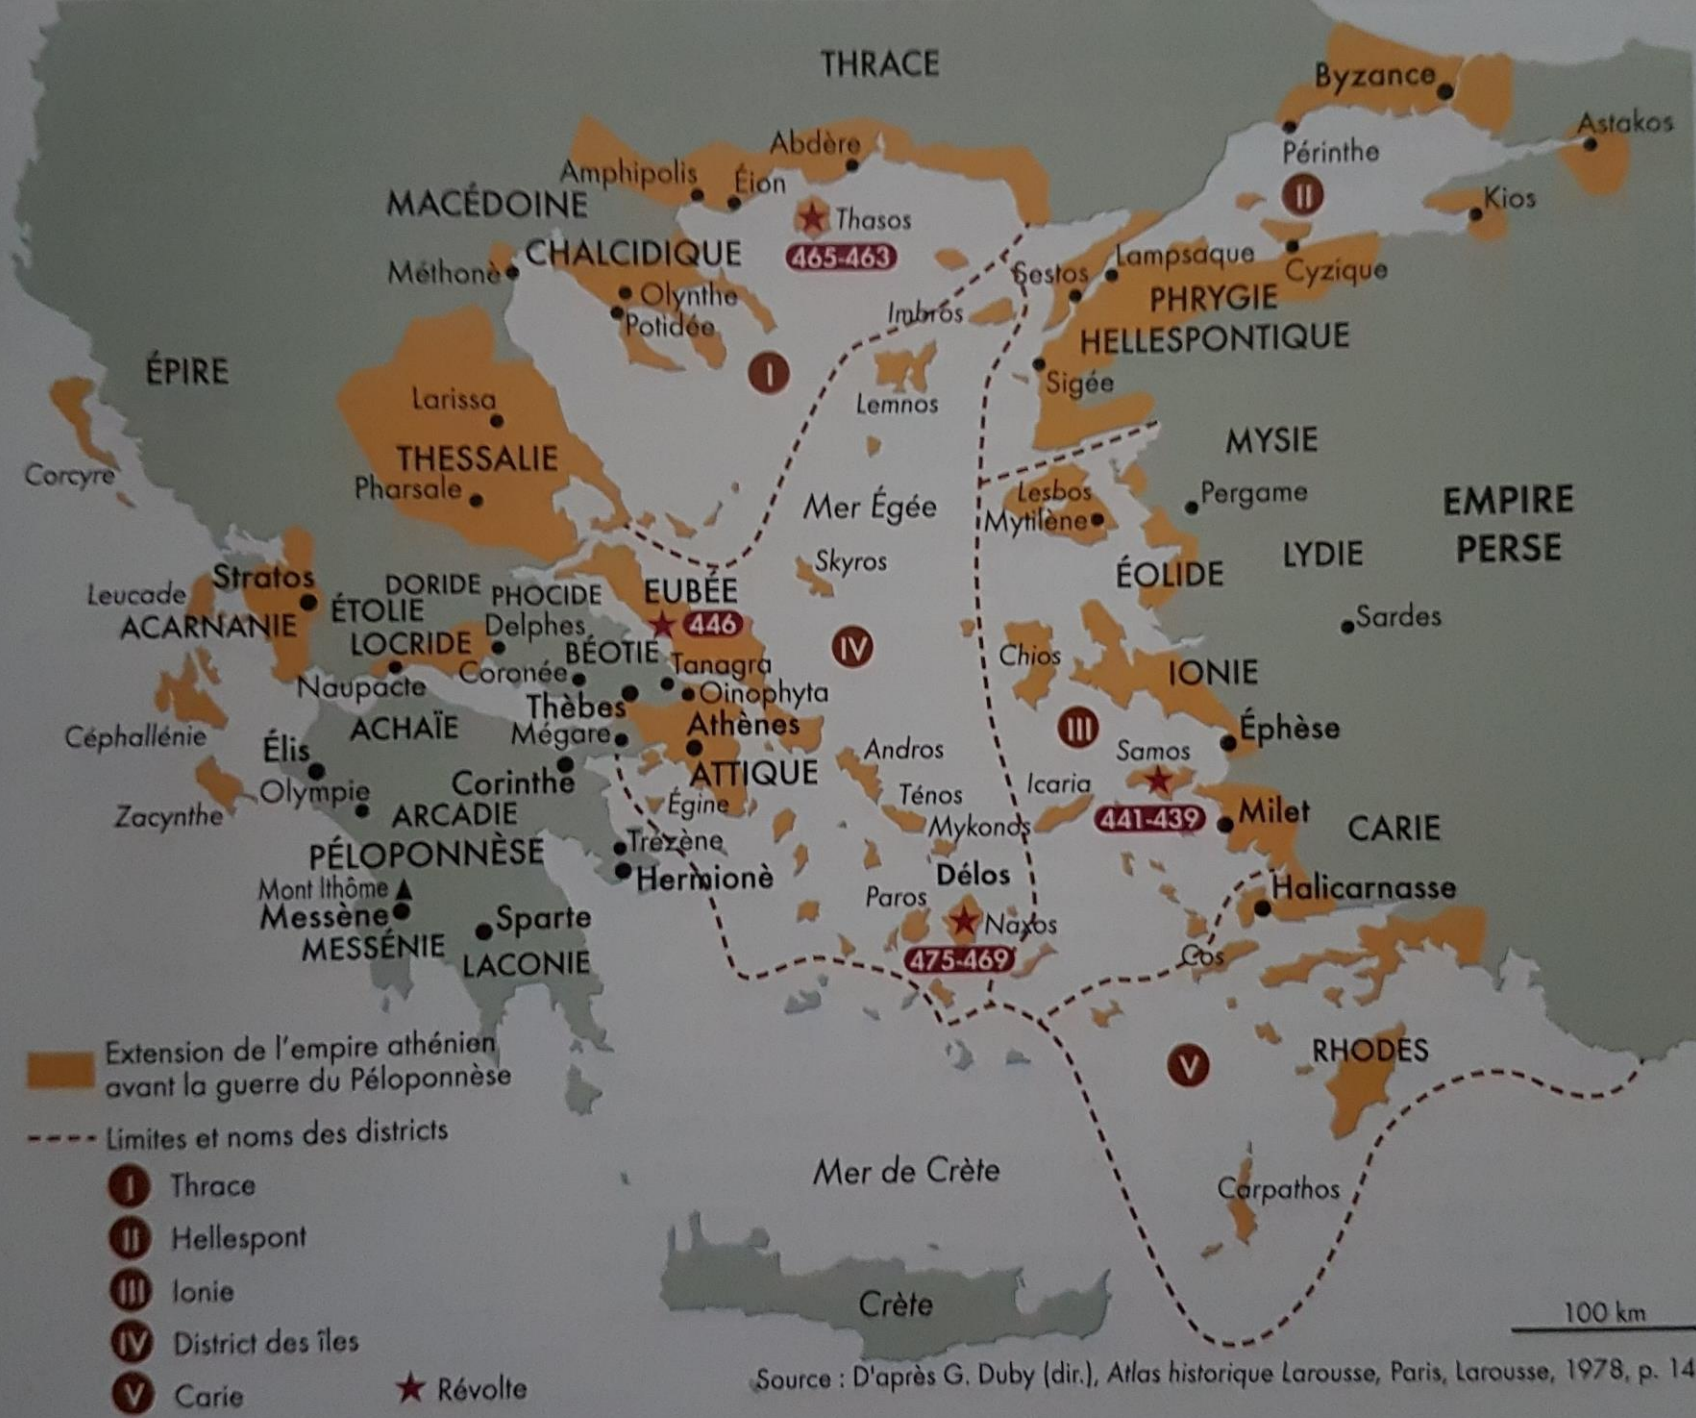 THRACE
Byzance
Astakos
Périnthe
II
Kios
Abdère
Amphipolis
Éion
MACÉDOINE
Thasos
465-463
CHALCIDIQUE
Méthonè
Olynthe
Potidée
Sestos
Lampsaque
Cyzique
PHRYGIE
HELLESPONTIQUE
Imbros
I
Sigée
Lemnos
ÉPIRE
Larissa
THESSALIE
Pharsale
Corcyre
MYSIE
Pergame
EMPIRE
PERSE
Lesbos
Mytilène
Mer Égée
Skyros
LYDIE
ÉOLIDE
Sardes
Leucade
Stratos
ACARNANIE
DORIDE
ÉTOLIE
PHOCIDE
EUBÉE
446
LOCRIDE
Delphes
BÉOTIE
IV
Tanagra
Coronée
Naupacte
Oinophyta
Thèbes
Chios
IONIE
Céphallénie
ACHAÏE
Mégare
Athènes
III
Éphèse
Élis
Corinthe
ATTIQUE
Andros
Samos
Olympie
Zacynthe
ARCADIE
Égine
Ténos
Icaria
441-439
Milet
CARIE
Mykonos
Trézène
PÉLOPONNÈSE
Hermionè
Délos
Mont Ithôme
Messène
Sparte
Paros
Naxos
Halicarnasse
MESSÉNIE
LACONIE
475-469
Cos
RHODES
V
Extension de l'empire athénien
avant la guerre du Péloponnèse
Limites et noms des districts
I Thrace
II Hellespont
III Ionie
IV District des îles
V Carie
Révolte
Mer de Crète
Carpathos
Crète
100 km
Source : D'après G. Duby (dir.), Atlas historique Larousse, Paris, Larousse, 1978, p. 14